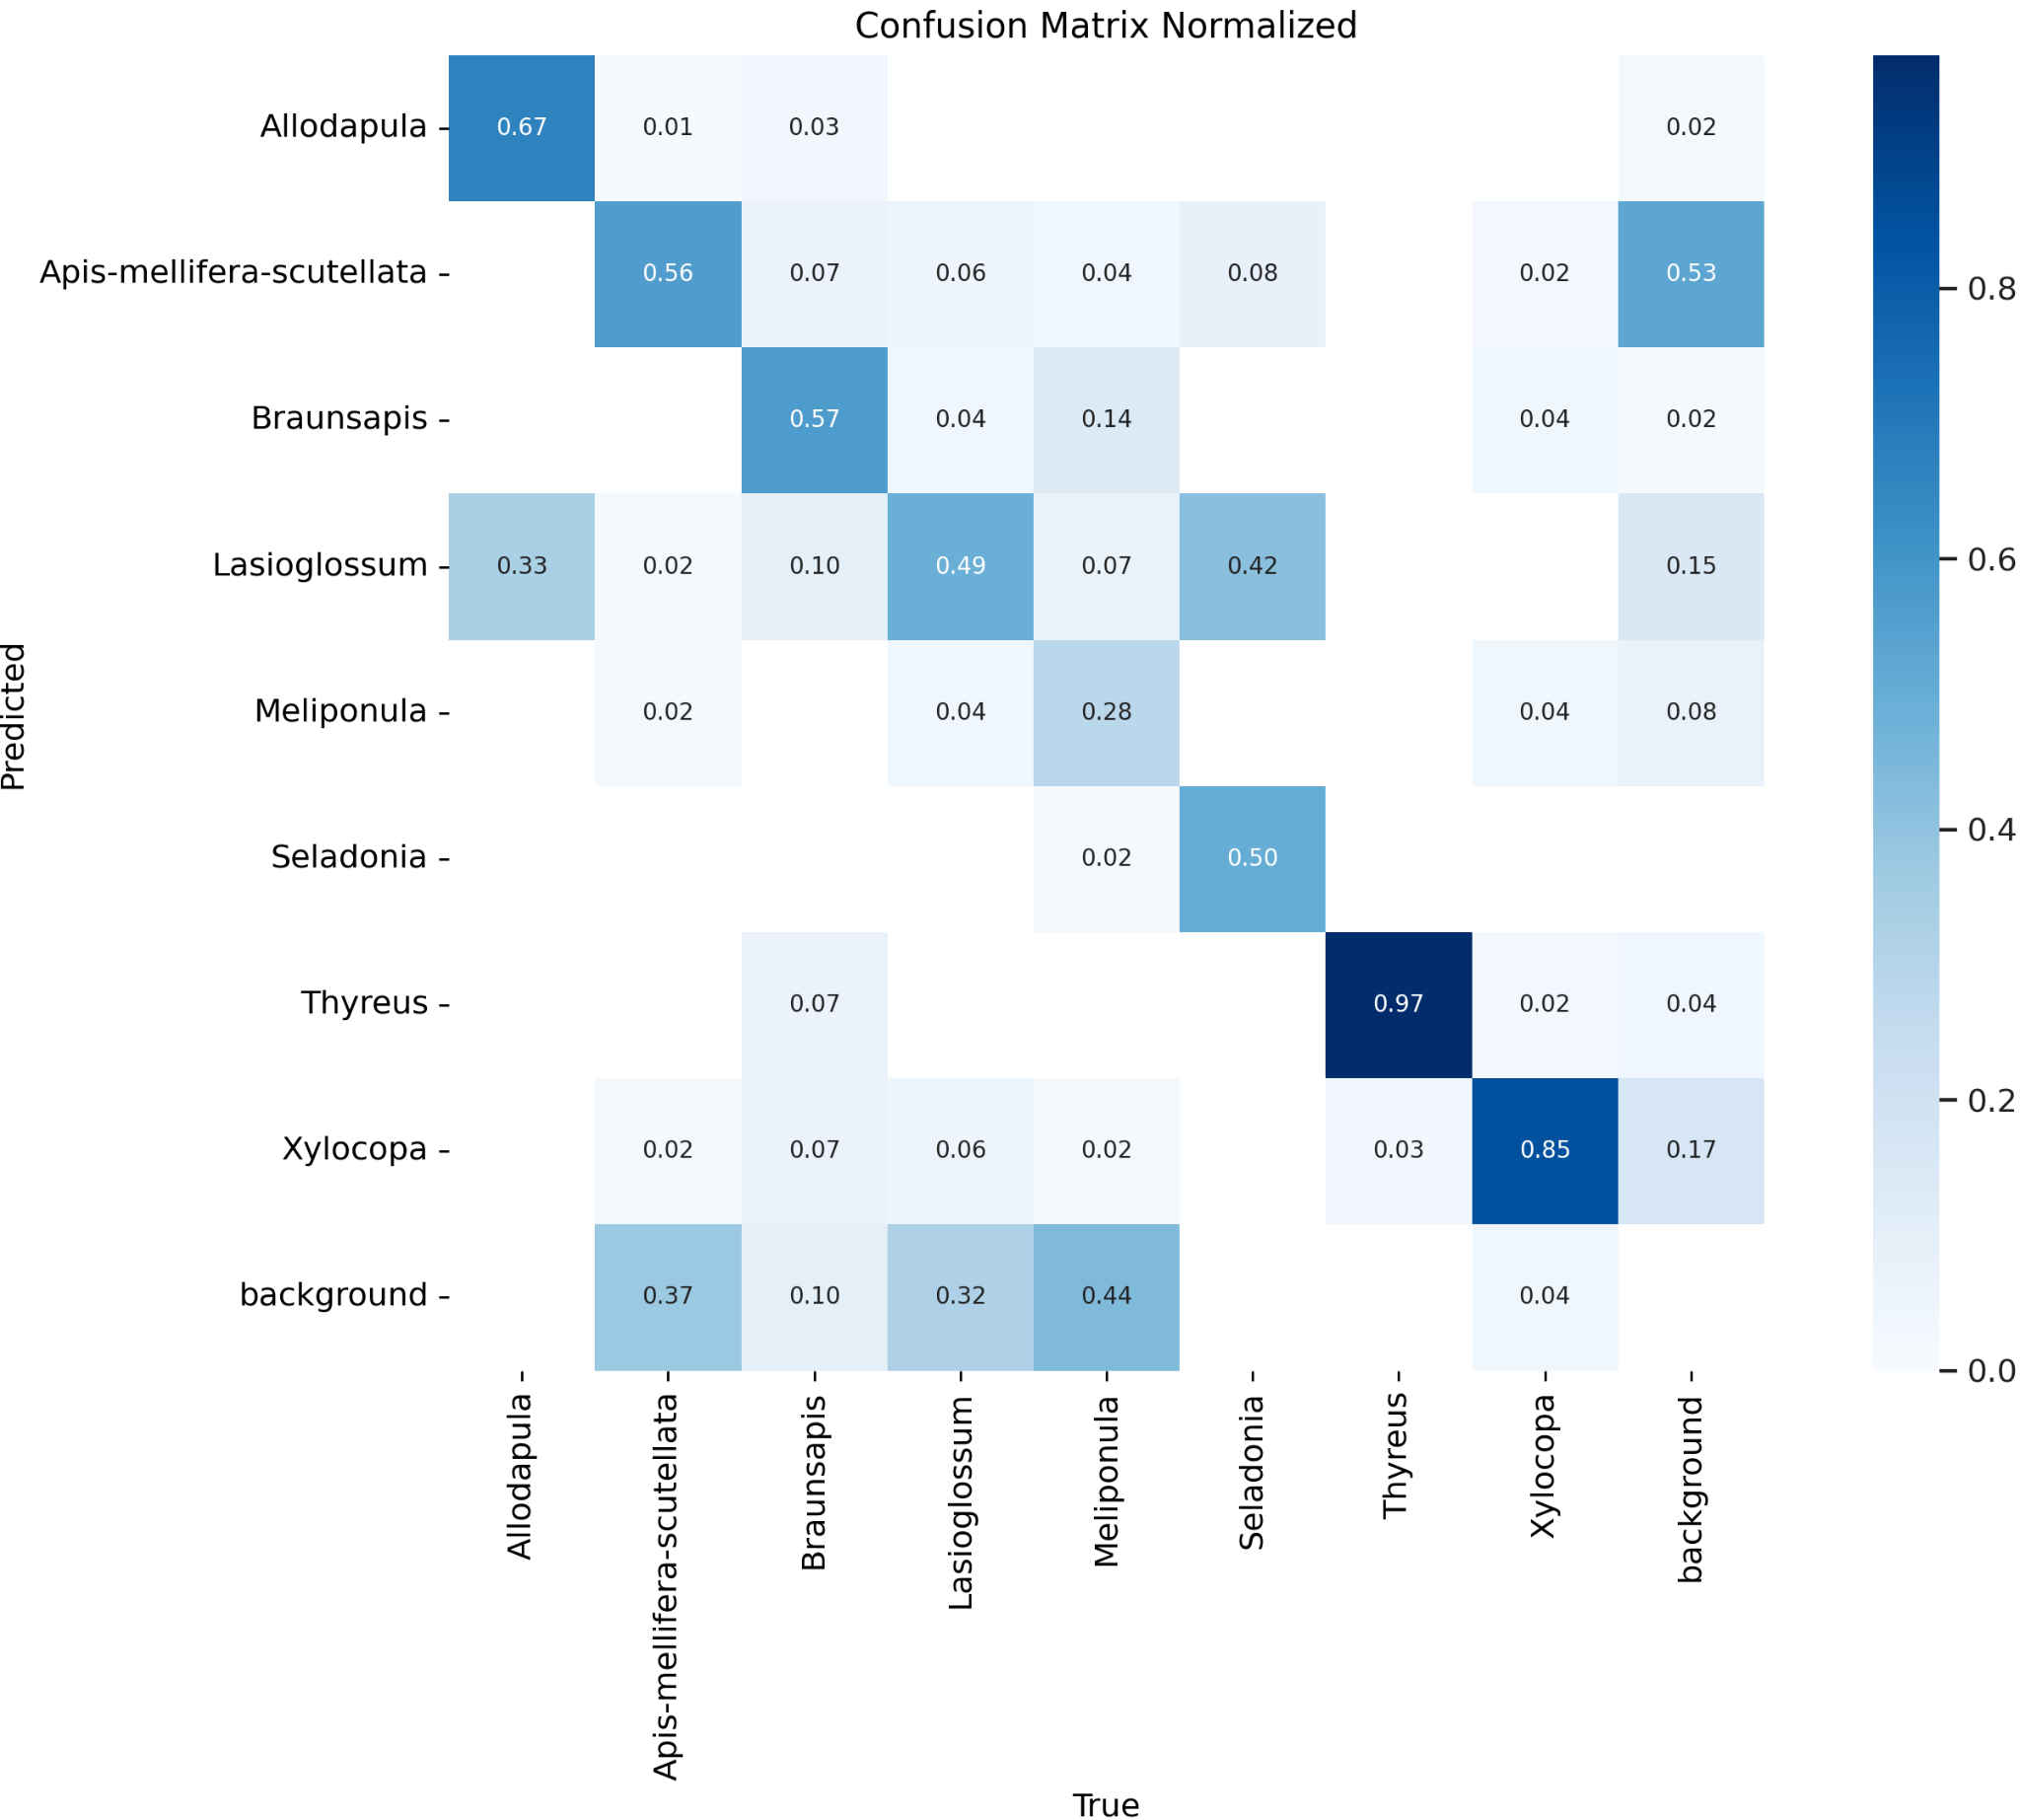 Confusion Matrix Normalized
Predicted
Allodapula 0.67 0.01 0.03 0.02
Apis-mellifera-scutellata 0.56 0.07 0.06 0.04 0.08 0.02 0.53
Braunsapis 0.57 0.04 0.14 0.04 0.02
Lasioglossum 0.33 0.02 0.10 0.49 0.07 0.42 0.15
Meliponula 0.02 0.04 0.28 0.04 0.08
Seladonia 0.02 0.50
Thyreus 0.07 0.97 0.02 0.04
Xylocopa 0.02 0.07 0.06 0.02 0.03 0.85 0.17
background 0.37 0.10 0.32 0.44 0.04
Allodapula
Apis-mellifera-scutellata
Braunsapis
Lasioglossum
Meliponula
Seladonia
Thyreus
Xylocopa
background
True
0.8
0.6
0.4
0.2
0.0